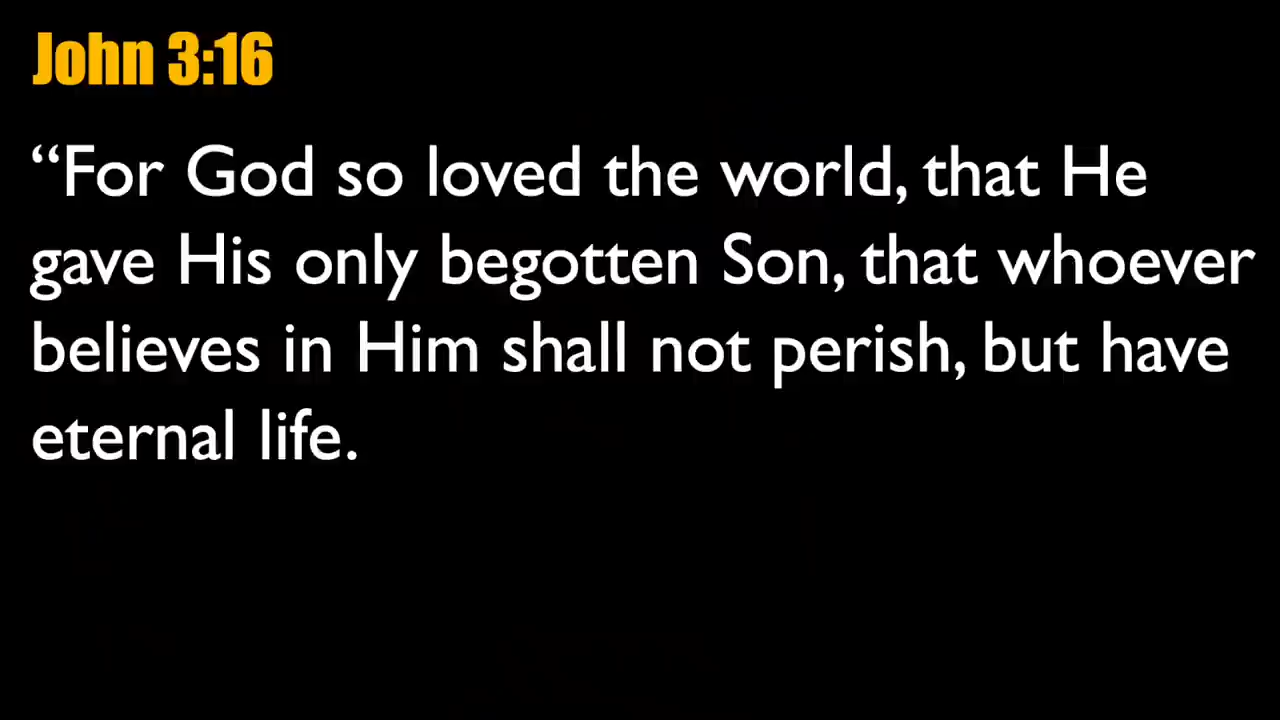 John 3:16
“For God so loved the world, that He
gave His only begotten Son, that whoever
believes in Him shall not perish, but have
eternal life.